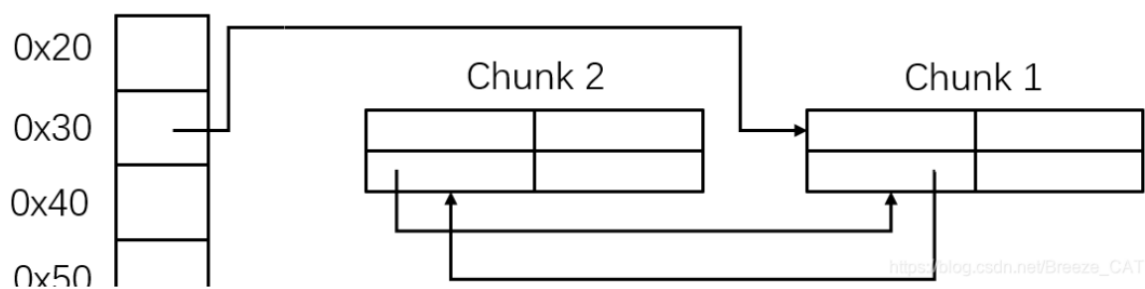 0x20
Chunk 2
Chunk 1
0x30
0x40
0x50
https://blog.csdn.net/Breeze_CAT